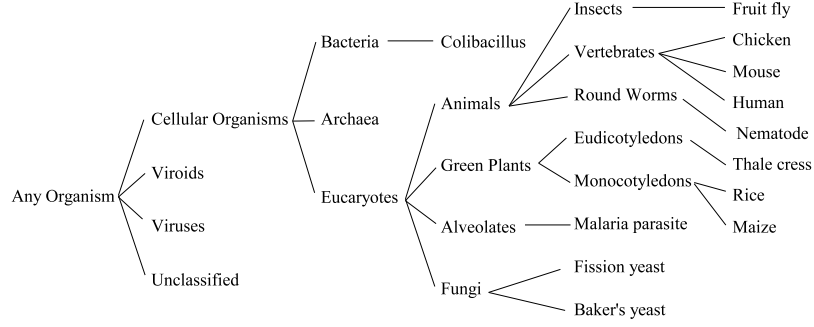 Any Organism
Cellular Organisms
Viroids
Viruses
Unclassified
Bacteria
Archaea
Eucaryotes
Colibacillus
Animals
Green Plants
Alveolates
Fungi
Insects
Vertebrates
Round Worms
Eudicotyledons
Monocotyledons
Malaria parasite
Fission yeast
Baker's yeast
Fruit fly
Chicken
Mouse
Human
Nematode
Thale cress
Rice
Maize